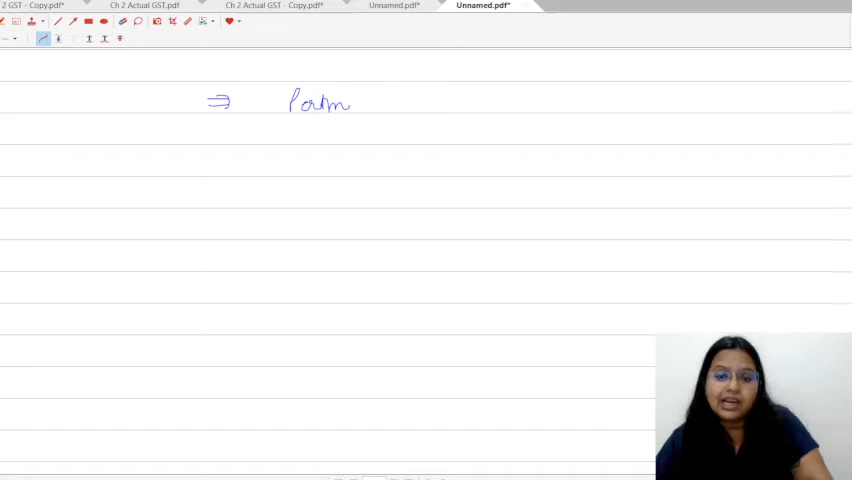 2 GST - Copy.pdf* Ch 2 Actual GST.pdf Ch 2 Actual GST - Copy.pdf* Unnamed.pdf* Unnamed.pdf*
⇒